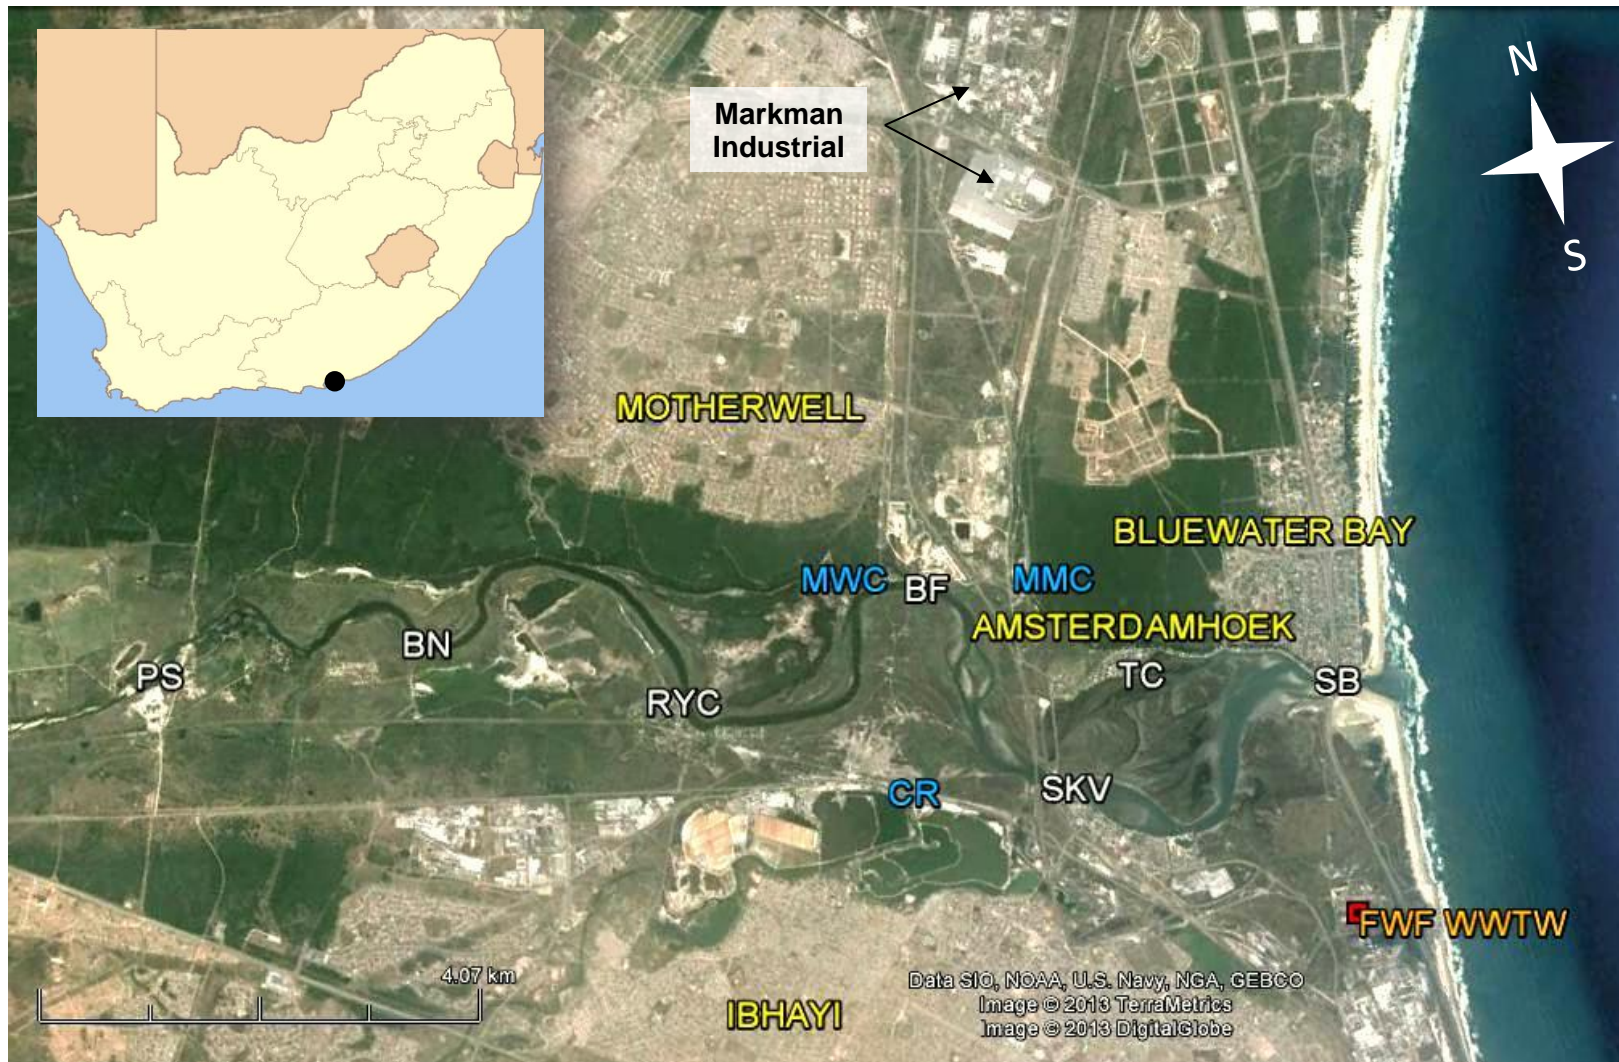 N
Markman
Industrial
S
MOTHERWELL
BLUEWATER BAY
MWC
BF
MMC
AMSTERDAMHOEK
BN
PS
TC
SB
RYC
SKV
CR
FWF WWTW
4.07 km
Data SIO, NOAA, U.S. Navy, NGA, GEBCO
Image © 2013 TerraMetrics
Image © 2013 DigitalGlobe
IBHAYI